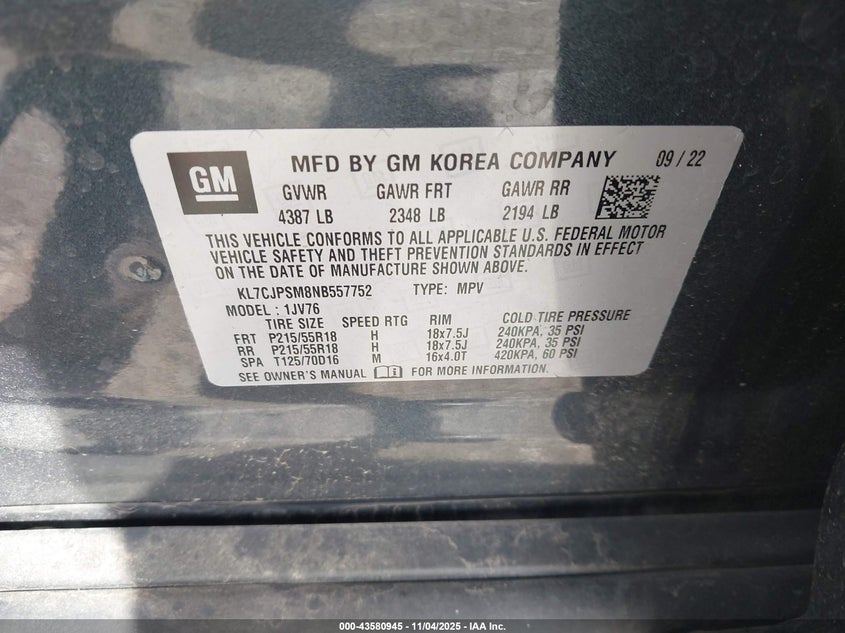 GM
MFD BY GM KOREA COMPANY 09 / 22
GVWR GAWR FRT GAWR RR
4387 LB 2348 LB 2194 LB
THIS VEHICLE CONFORMS TO ALL APPLICABLE U.S. FEDERAL MOTOR
VEHICLE SAFETY AND THEFT PREVENTION STANDARDS IN EFFECT
ON THE DATE OF MANUFACTURE SHOWN ABOVE.
KL7CJPSM8NB557752 TYPE: MPV
MODEL : 1JV76
TIRE SIZE SPEED RTG RIM COLD TIRE PRESSURE
FRT P215/55R18 H 18x7.5J 240KPA, 35 PSI
RR P215/55R18 H 18x7.5J 240KPA, 35 PSI
SPA T125/70D16 M 16x4.0T 420KPA, 60 PSI
SEE OWNER'S MANUAL FOR MORE INFORMATION.
000-43580945 - 11/04/2025 - IAA Inc.